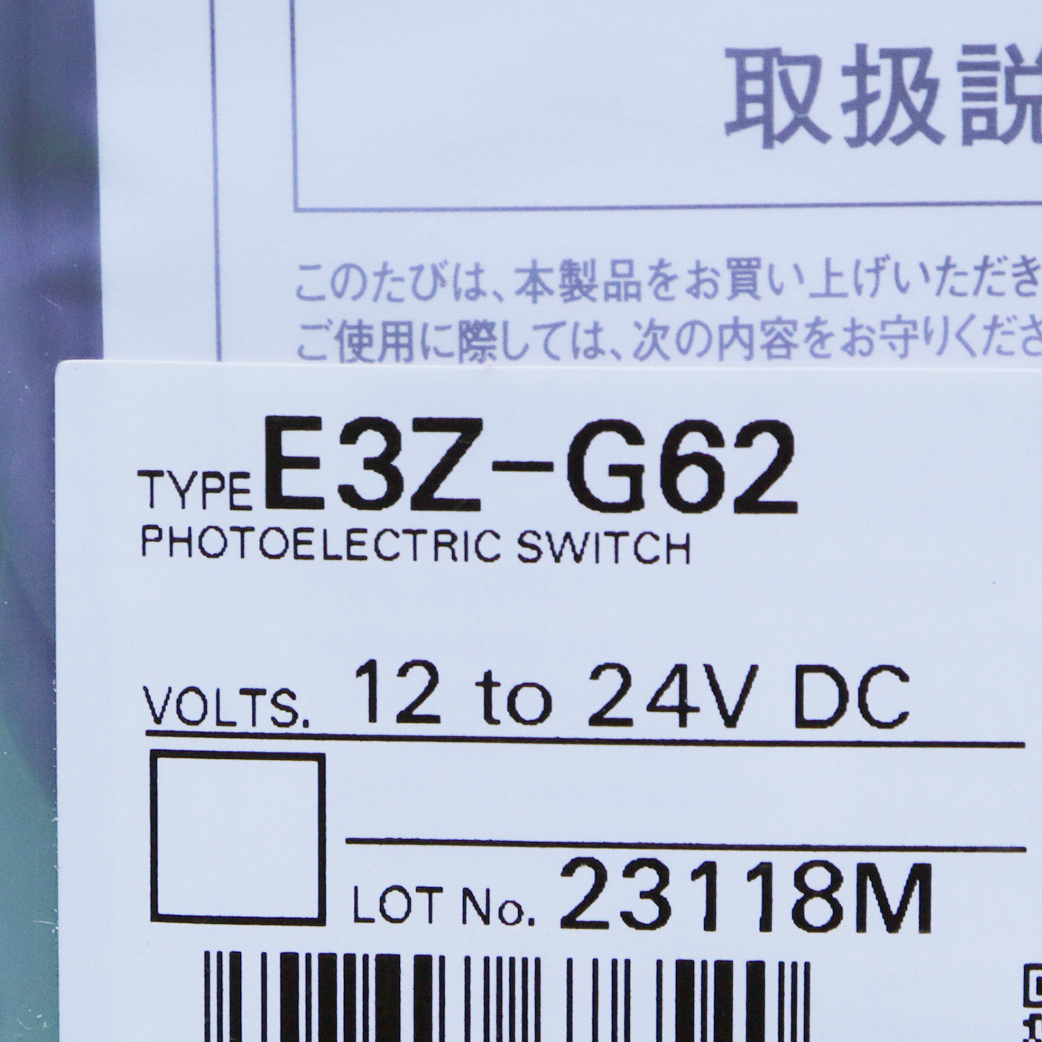 取扱説
このたびは、本製品をお買い上げいただき
ご使用に際しては、次の内容をお守りくださ
TYPE E3Z-G62
PHOTOELECTRIC SWITCH
VOLTS. 12 to 24V DC
LOT No. 23118M